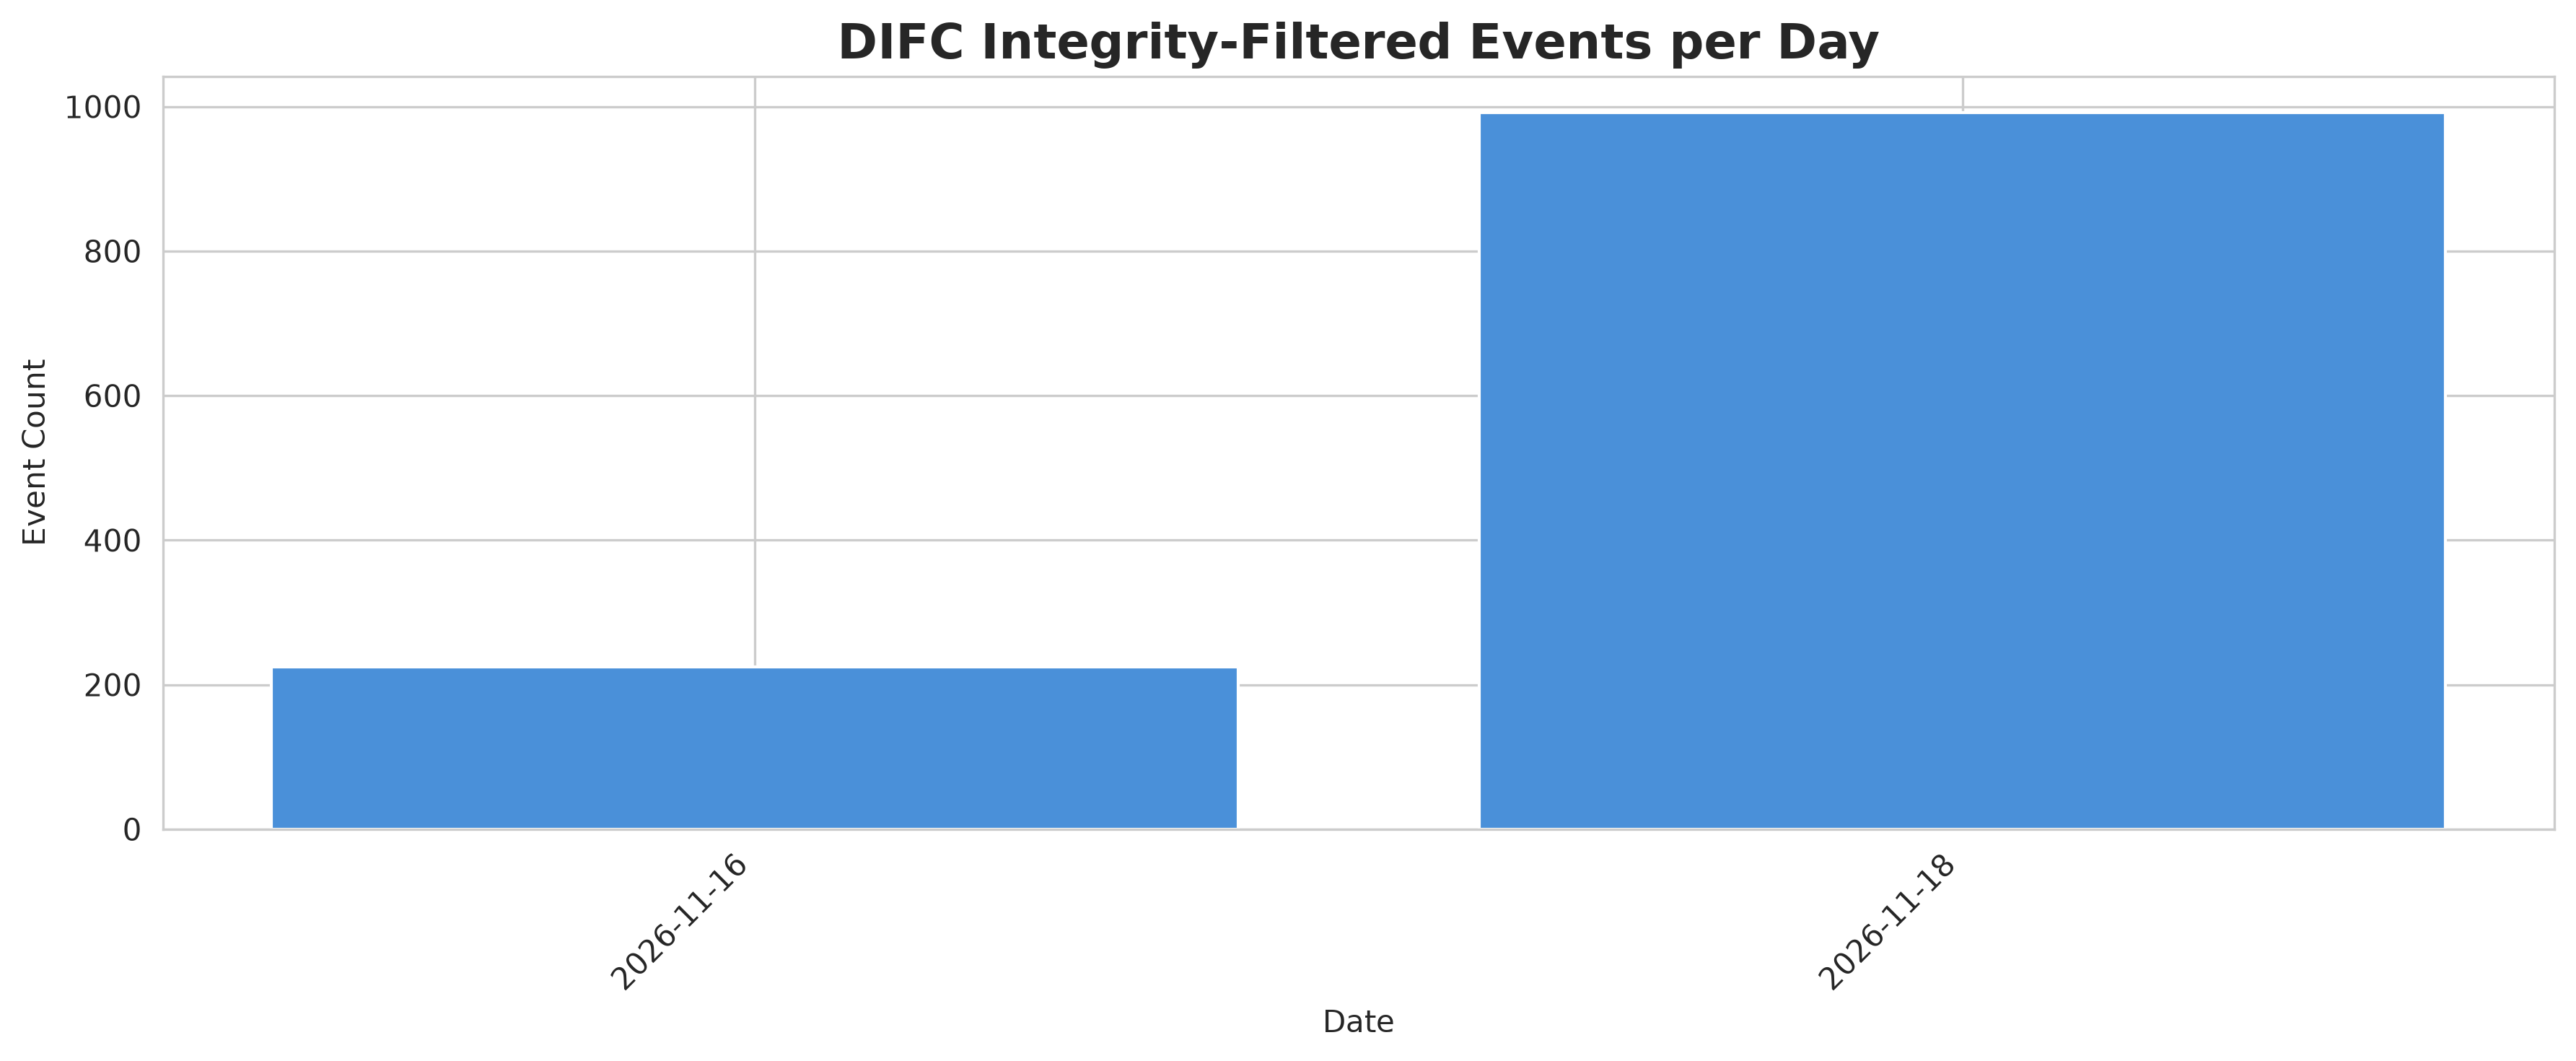 DIFC Integrity-Filtered Events per Day
1000
800
600
400
200
0
Event Count
2026-11-16
2026-11-18
Date